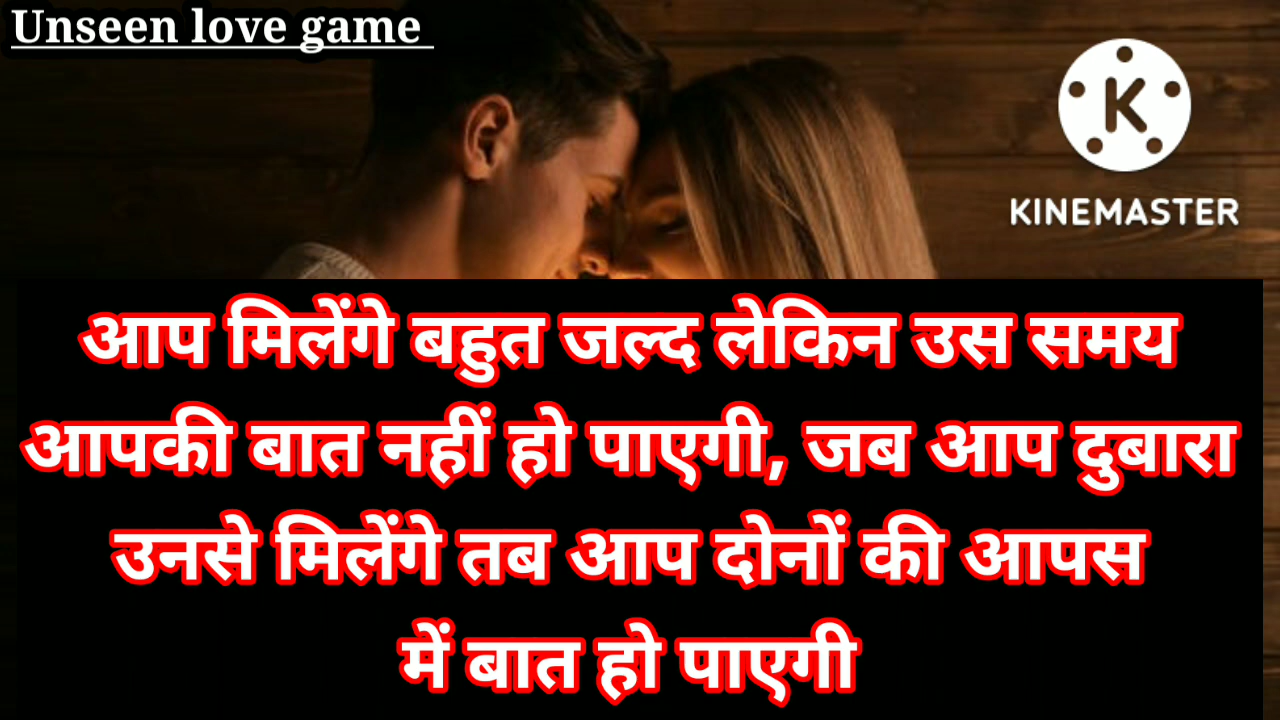 Unseen love game
K
KINEMASTER
आप मिलेंगे बहुत जल्द लेकिन उस समय
आपकी बात नहीं हो पाएगी, जब आप दुबारा
उनसे मिलेंगे तब आप दोनों की आपस
में बात हो पाएगी